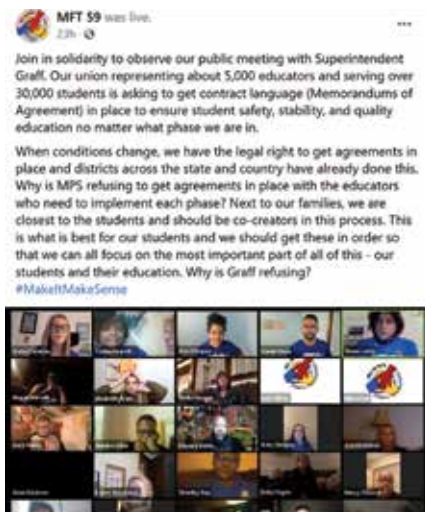 MFT 59 was live.
23h ·
Join in solidarity to observe our public meeting with Superintendent
Graff. Our union representing about 5,000 educators and serving over
30,000 students is asking to get contract language (Memorandums of
Agreement) in place to ensure student safety, stability, and quality
education no matter what phase we are in.
When conditions change, we have the legal right to get agreements in
place and districts across the state and country have already done this.
Why is MPS refusing to get agreements in place with the educators
who need to implement each phase? Next to our families, we are
closest to the students and should be co-creators in this process. This
is what is best for our students and we should get these in order so
that we can all focus on the most important part of all of this - our
students and their education. Why is Graff refusing?
#MakeItMakeSense